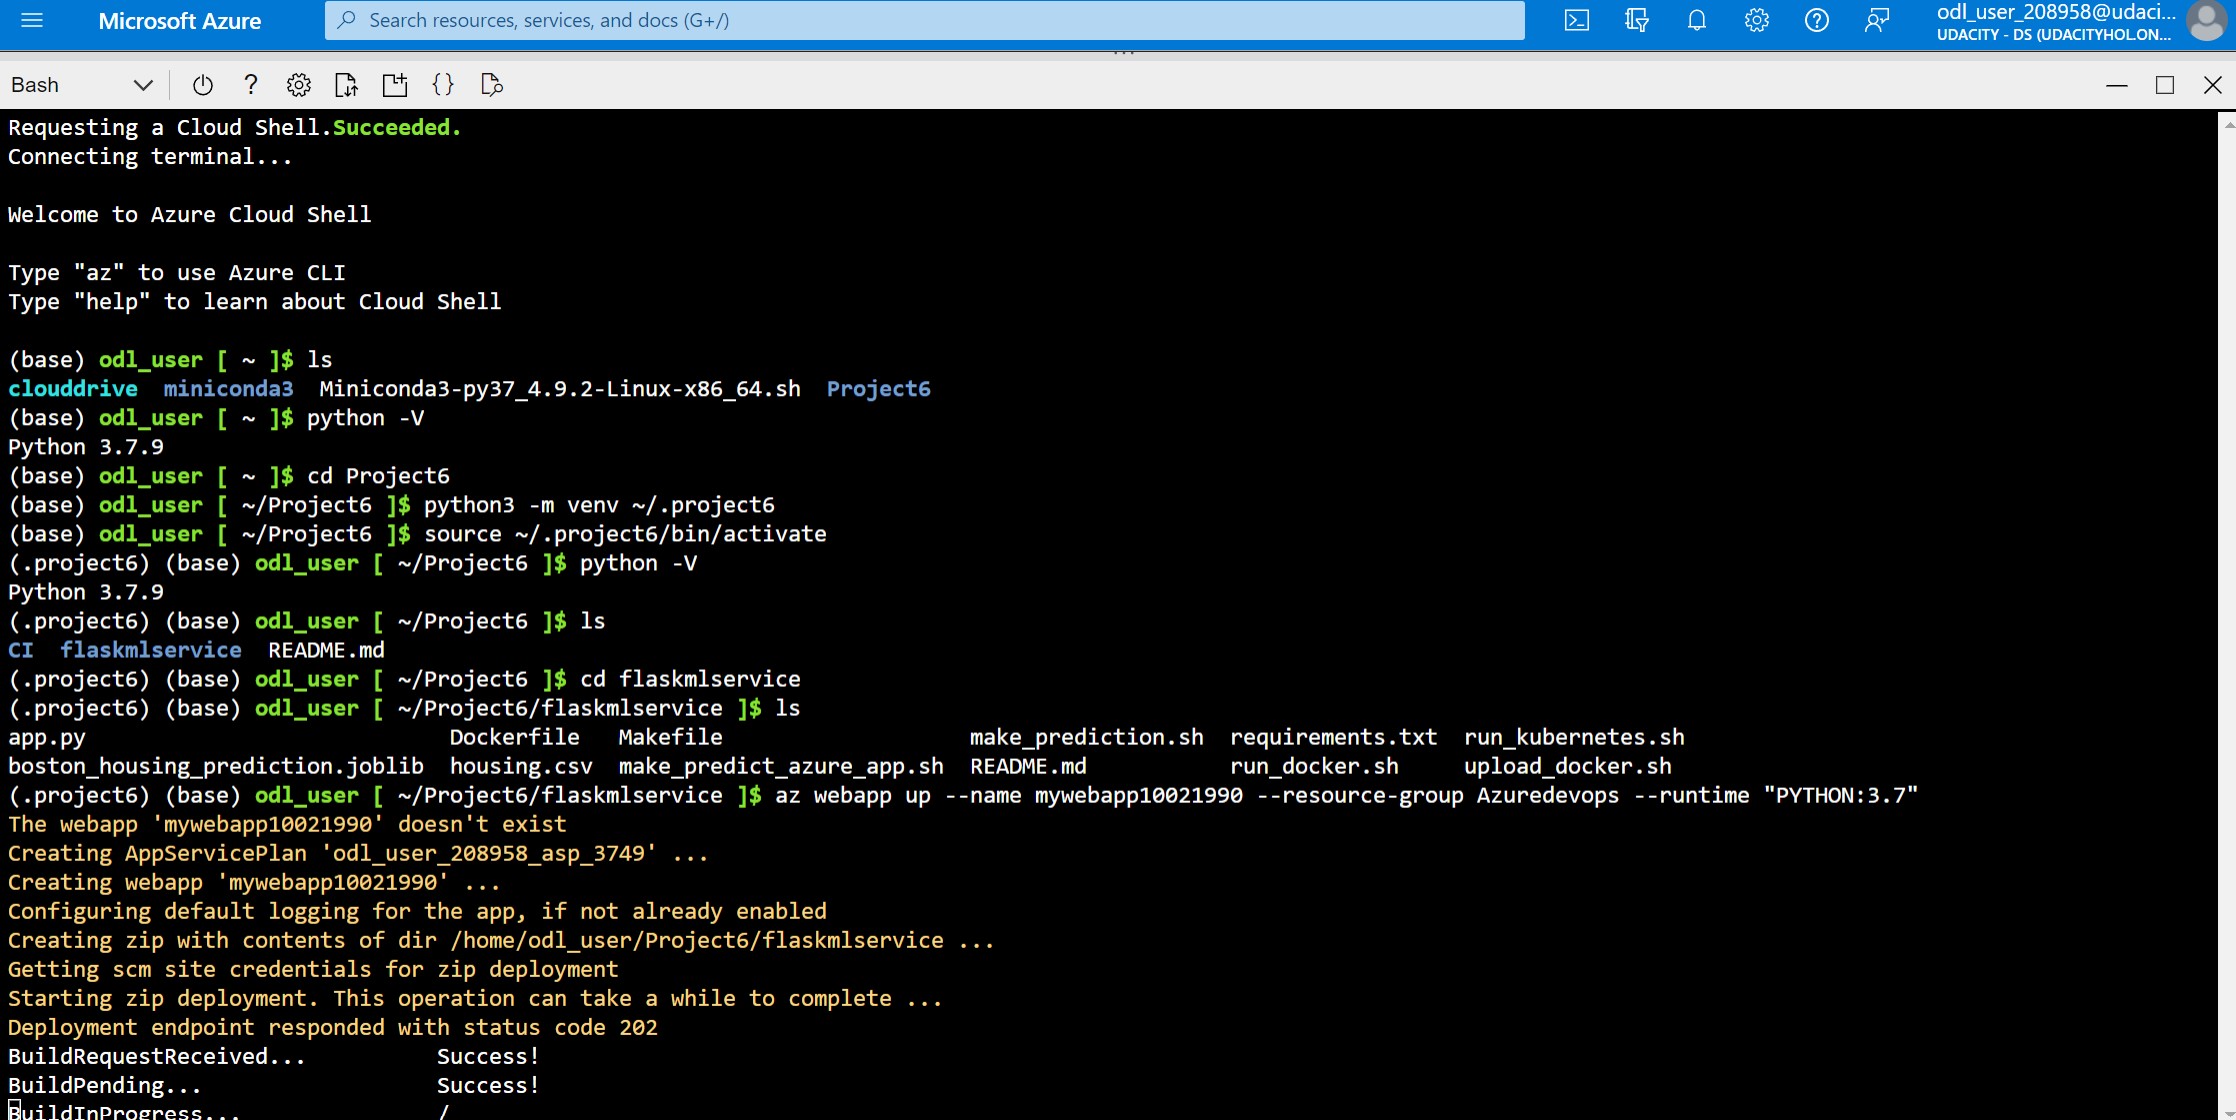 Microsoft Azure
Search resources, services, and docs (G+/)
odl_user_208958@udaci...
UDACITY - DS (UDACITYHOL.ON...
Bash
Requesting a Cloud Shell.Succeeded.
Connecting terminal...
Welcome to Azure Cloud Shell
Type "az" to use Azure CLI
Type "help" to learn about Cloud Shell
(base) odl_user [ ~ ]$ ls
clouddrive  miniconda3  Miniconda3-py37_4.9.2-Linux-x86_64.sh  Project6
(base) odl_user [ ~ ]$ python -V
Python 3.7.9
(base) odl_user [ ~ ]$ cd Project6
(base) odl_user [ ~/Project6 ]$ python3 -m venv ~/.project6
(base) odl_user [ ~/Project6 ]$ source ~/.project6/bin/activate
(.project6) (base) odl_user [ ~/Project6 ]$ python -V
Python 3.7.9
(.project6) (base) odl_user [ ~/Project6 ]$ ls
CI  flaskmlservice  README.md
(.project6) (base) odl_user [ ~/Project6 ]$ cd flaskmlservice
(.project6) (base) odl_user [ ~/Project6/flaskmlservice ]$ ls
app.py                            Dockerfile   Makefile                   make_prediction.sh  requirements.txt  run_kubernetes.sh
boston_housing_prediction.joblib  housing.csv  make_predict_azure_app.sh  README.md           run_docker.sh     upload_docker.sh
(.project6) (base) odl_user [ ~/Project6/flaskmlservice ]$ az webapp up --name mywebapp10021990 --resource-group Azuredevops --runtime "PYTHON:3.7"
The webapp 'mywebapp10021990' doesn't exist
Creating AppServicePlan 'odl_user_208958_asp_3749' ...
Creating webapp 'mywebapp10021990' ...
Configuring default logging for the app, if not already enabled
Creating zip with contents of dir /home/odl_user/Project6/flaskmlservice ...
Getting scm site credentials for zip deployment
Starting zip deployment. This operation can take a while to complete ...
Deployment endpoint responded with status code 202
BuildRequestReceived...          Success!
BuildPending...                  Success!
BuildInProgress...               /